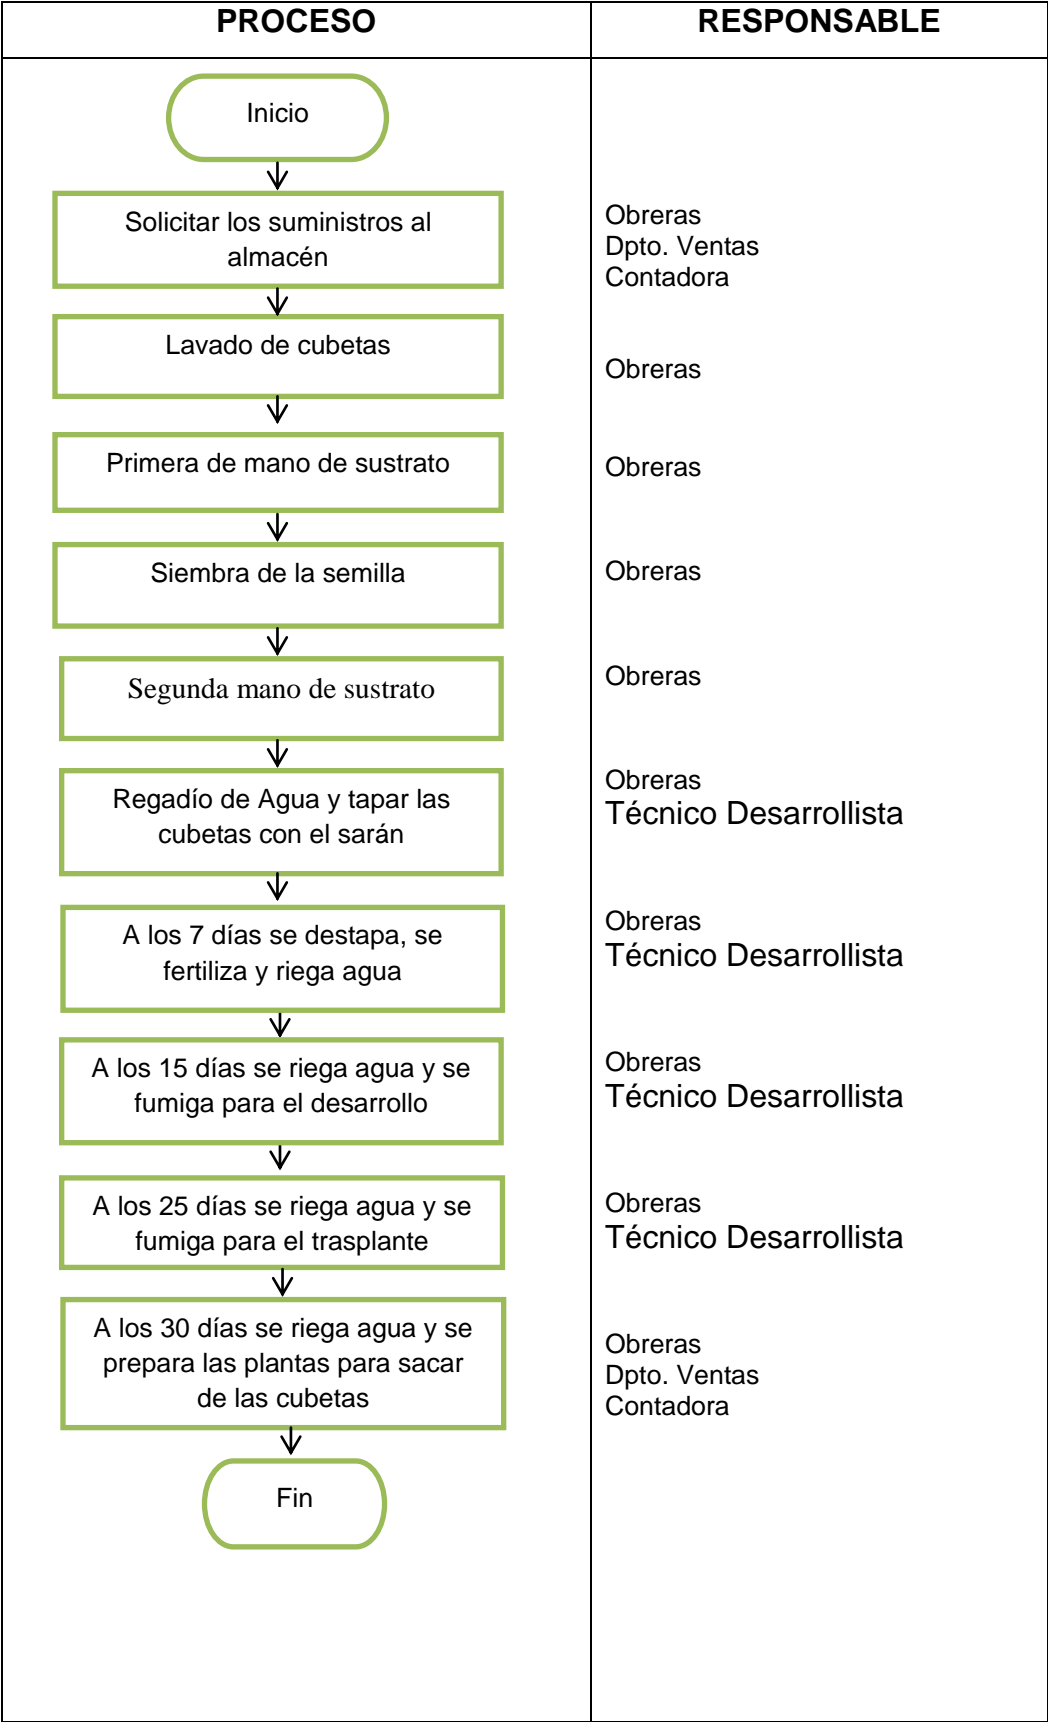 PROCESO
RESPONSABLE
Inicio
Solicitar los suministros al
almacén
Obreras
Dpto. Ventas
Contadora
Lavado de cubetas
Obreras
Primera de mano de sustrato
Obreras
Siembra de la semilla
Obreras
Segunda mano de sustrato
Obreras
Regadío de Agua y tapar las
cubetas con el sarán
Obreras
Técnico Desarrollista
A los 7 días se destapa, se
fertiliza y riega agua
Obreras
Técnico Desarrollista
A los 15 días se riega agua y se
fumiga para el desarrollo
Obreras
Técnico Desarrollista
A los 25 días se riega agua y se
fumiga para el trasplante
Obreras
Técnico Desarrollista
A los 30 días se riega agua y se
prepara las plantas para sacar
de las cubetas
Obreras
Dpto. Ventas
Contadora
Fin